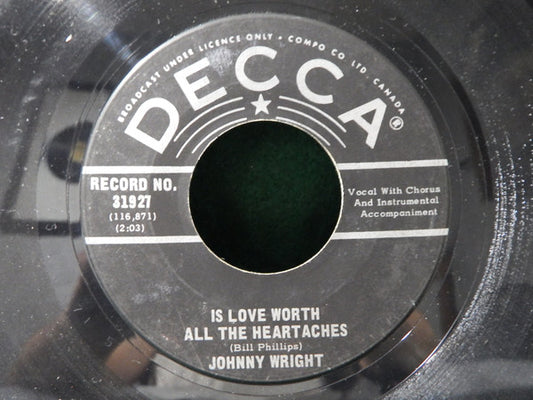 BROADCAST UNDER LICENCE ONLY • COMPO CO LTD. CANADA
DECCA®
RECORD NO.
31927
(116,871)
(2:03)
Vocal With Chorus
And Instrumental
Accompaniment
IS LOVE WORTH
ALL THE HEARTACHES
(Bill Phillips)
JOHNNY WRIGHT